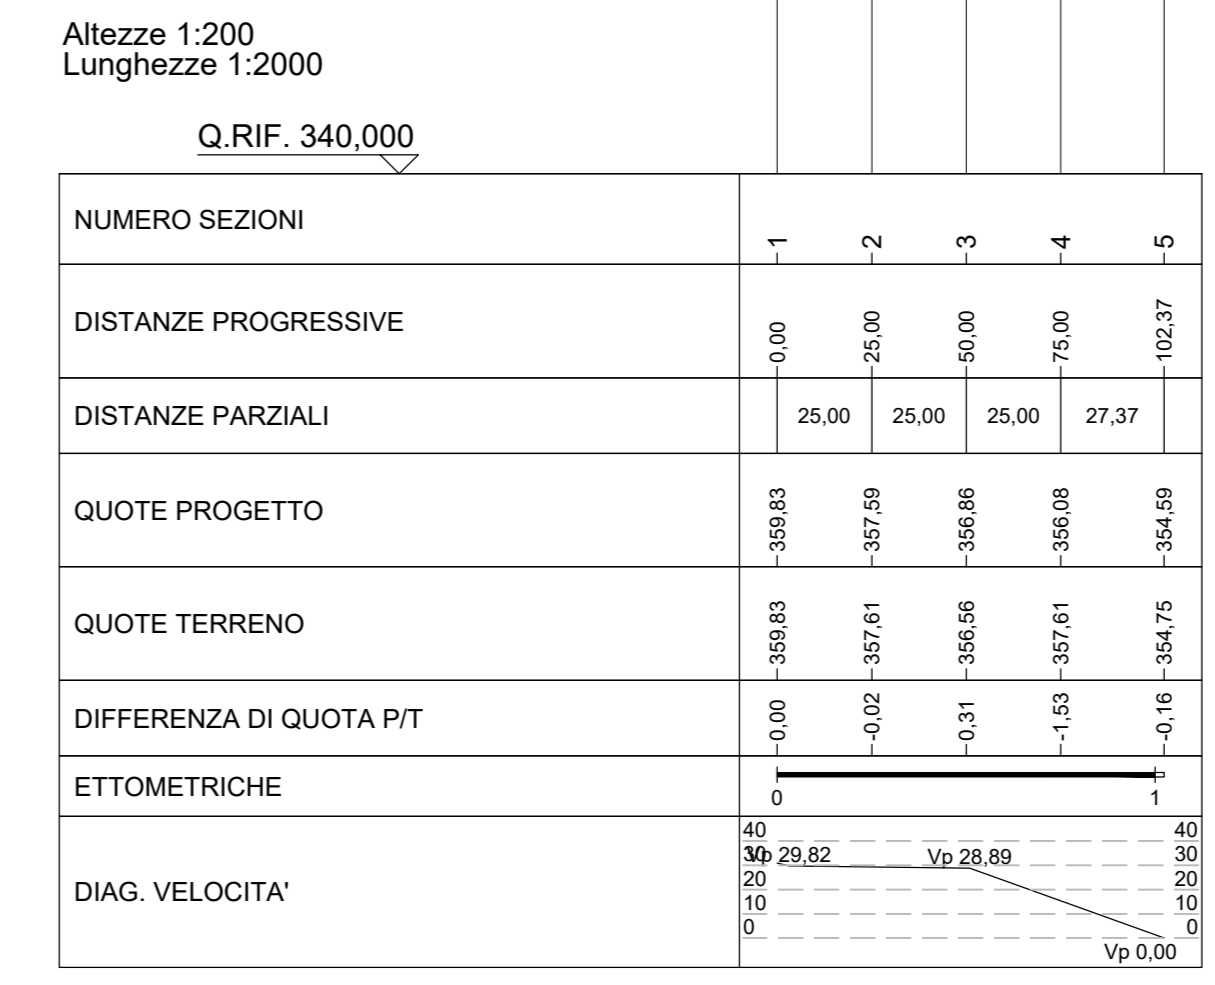 Altezze 1:200
Lunghezze 1:2000
Q.RIF. 340,000
NUMERO SEZIONI
1 2 3 4 5
DISTANZE PROGRESSIVE
0,00 25,00 50,00 75,00 102,37
DISTANZE PARZIALI
25,00 25,00 25,00 27,37
QUOTE PROGETTO
359,83 357,59 356,86 356,08 354,59
QUOTE TERRENO
359,83 357,61 356,56 357,61 354,75
DIFFERENZA DI QUOTA P/T
0,00 -0,02 0,31 -1,53 -0,16
ETTOMETRICHE
0 1
DIAG. VELOCITA'
40 40
30 Vp 29,82 Vp 28,89 30
20 20
10 10
0 0
Vp 0,00